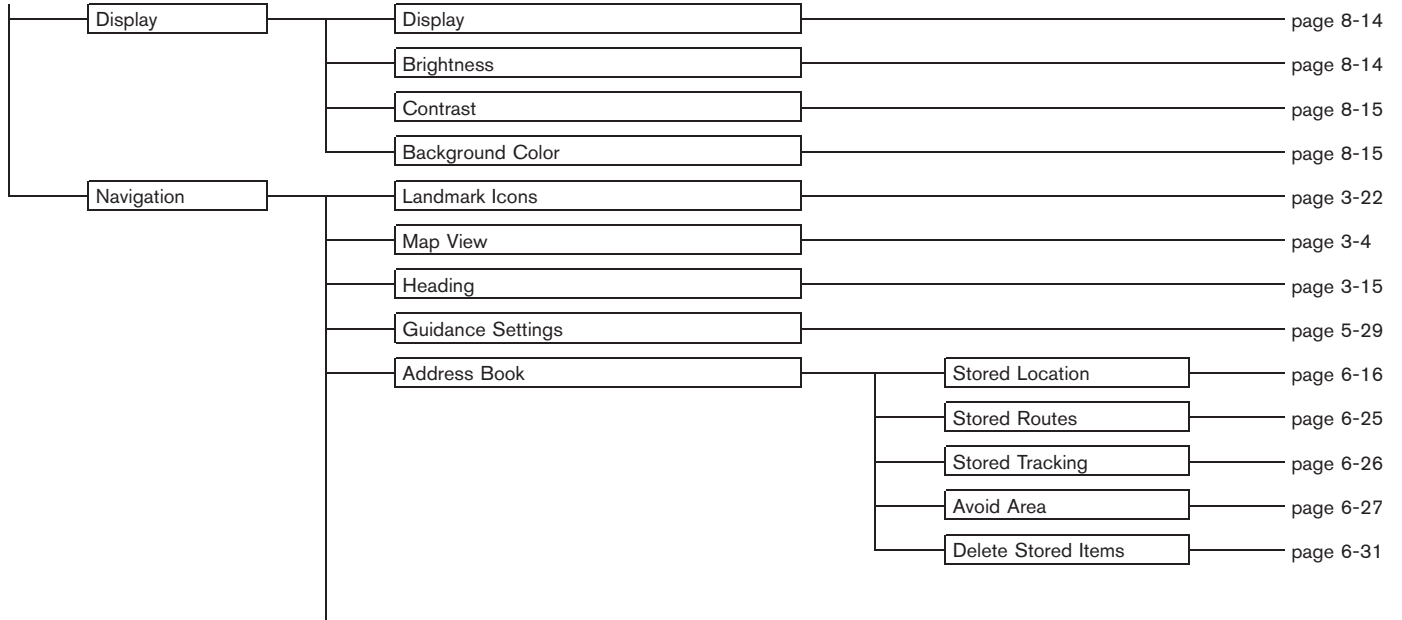 Display Display page 8-14
Brightness page 8-14
Contrast page 8-15
Background Color page 8-15
Navigation Landmark Icons page 3-22
Map View page 3-4
Heading page 3-15
Guidance Settings page 5-29
Address Book Stored Location page 6-16
Stored Routes page 6-25
Stored Tracking page 6-26
Avoid Area page 6-27
Delete Stored Items page 6-31